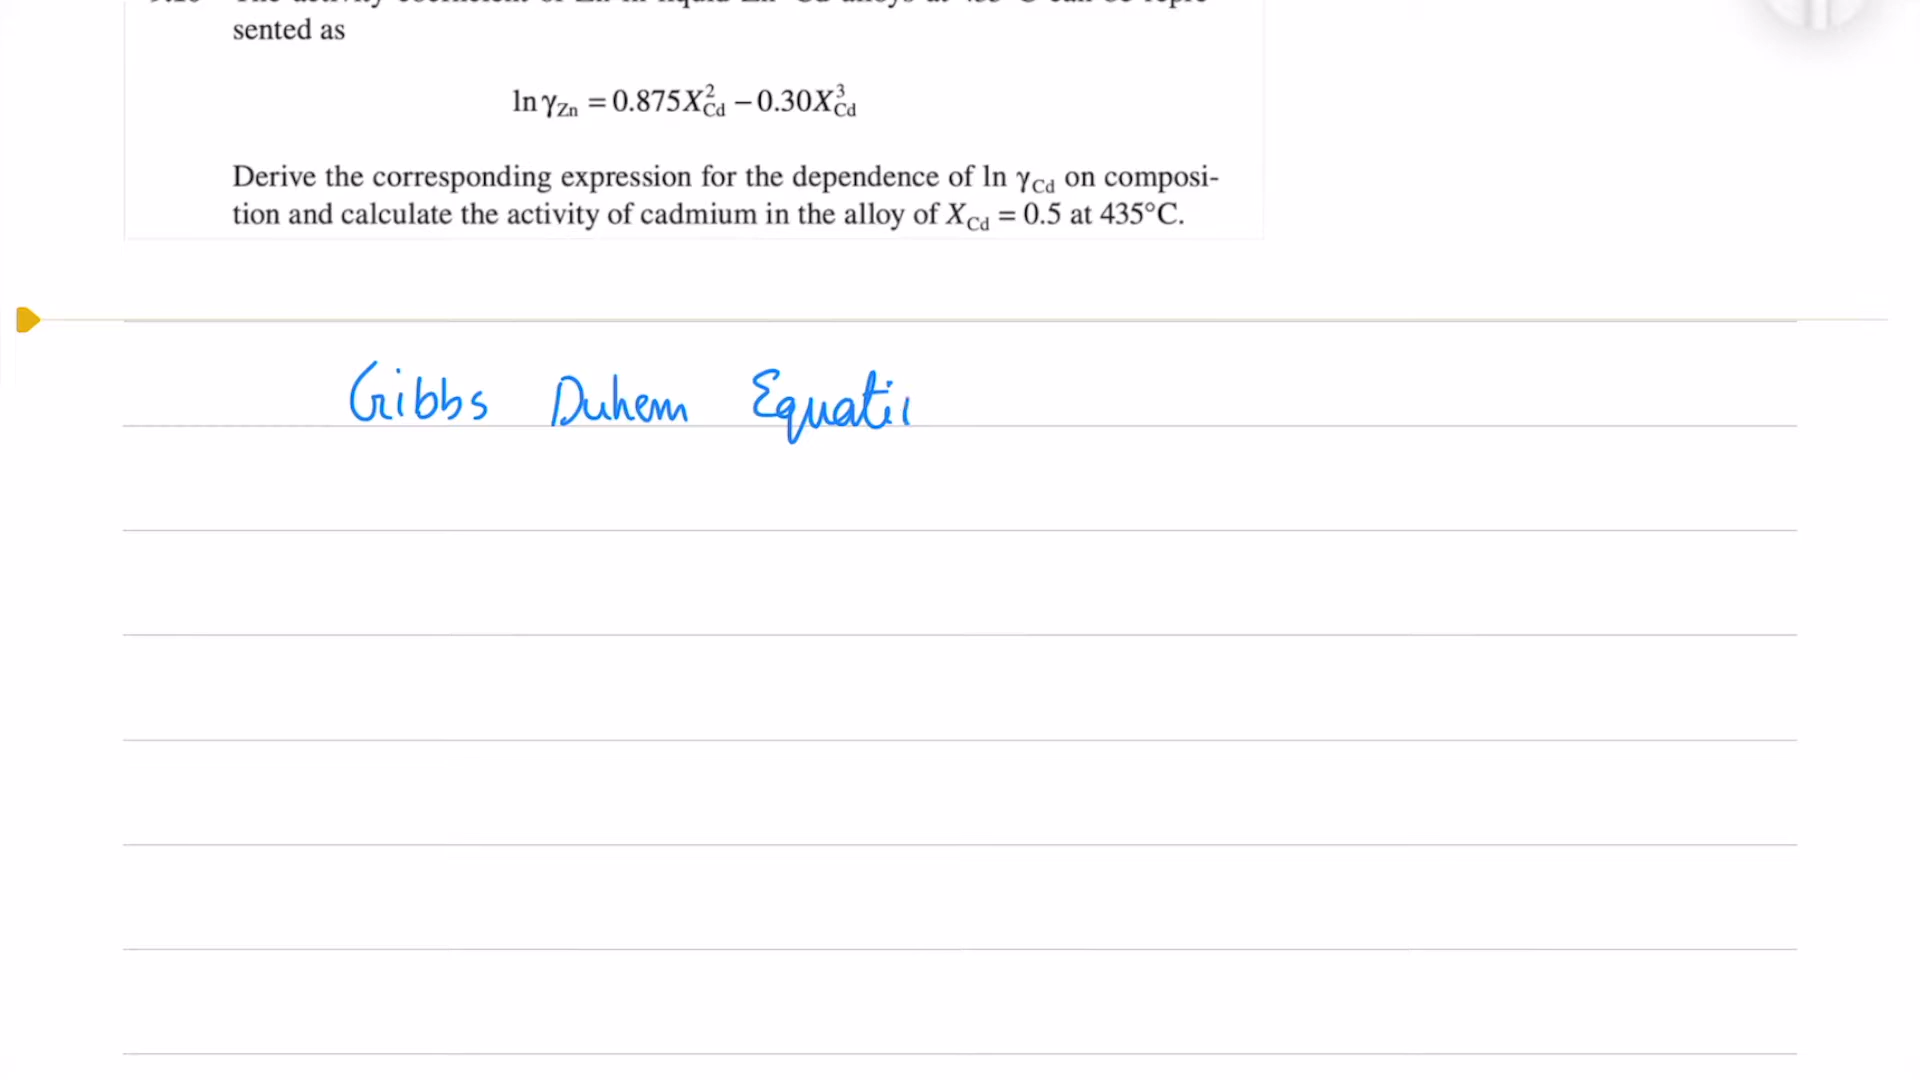 sented as
ln γZn = 0.875X²Cd − 0.30X³Cd
Derive the corresponding expression for the dependence of ln γCd on composi-
tion and calculate the activity of cadmium in the alloy of XCd = 0.5 at 435°C.
Gibbs Duhem Equati